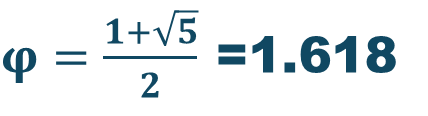 φ = (1+√5)/2 =1.618